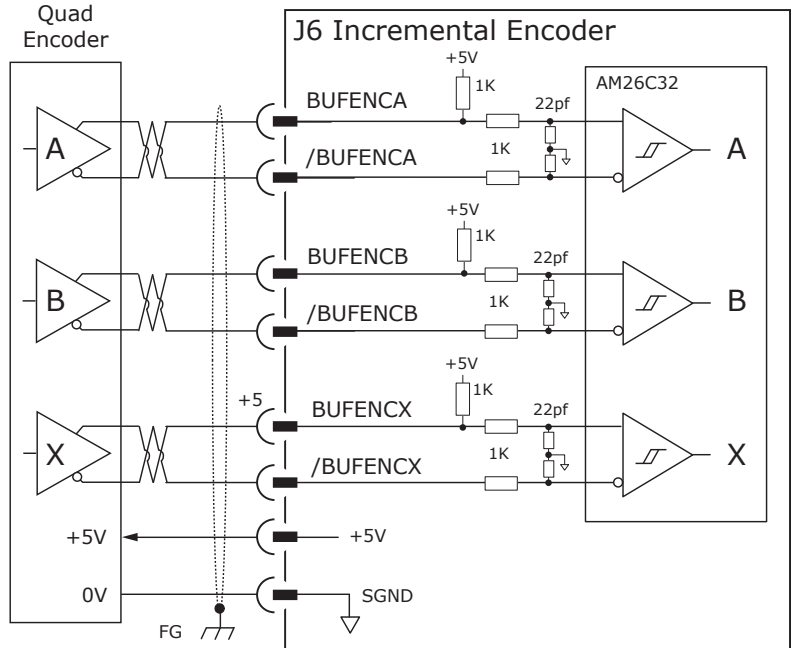 Quad
Encoder
J6 Incremental Encoder
+5V
1K
22pf
AM26C32
BUFENCA
A
A
/BUFENCA
1K
+5V
1K
22pf
BUFENCB
B
B
/BUFENCB
1K
+5V
1K
22pf
+5
BUFENCX
X
X
/BUFENCX
1K
+5V
+5V
0V
SGND
FG